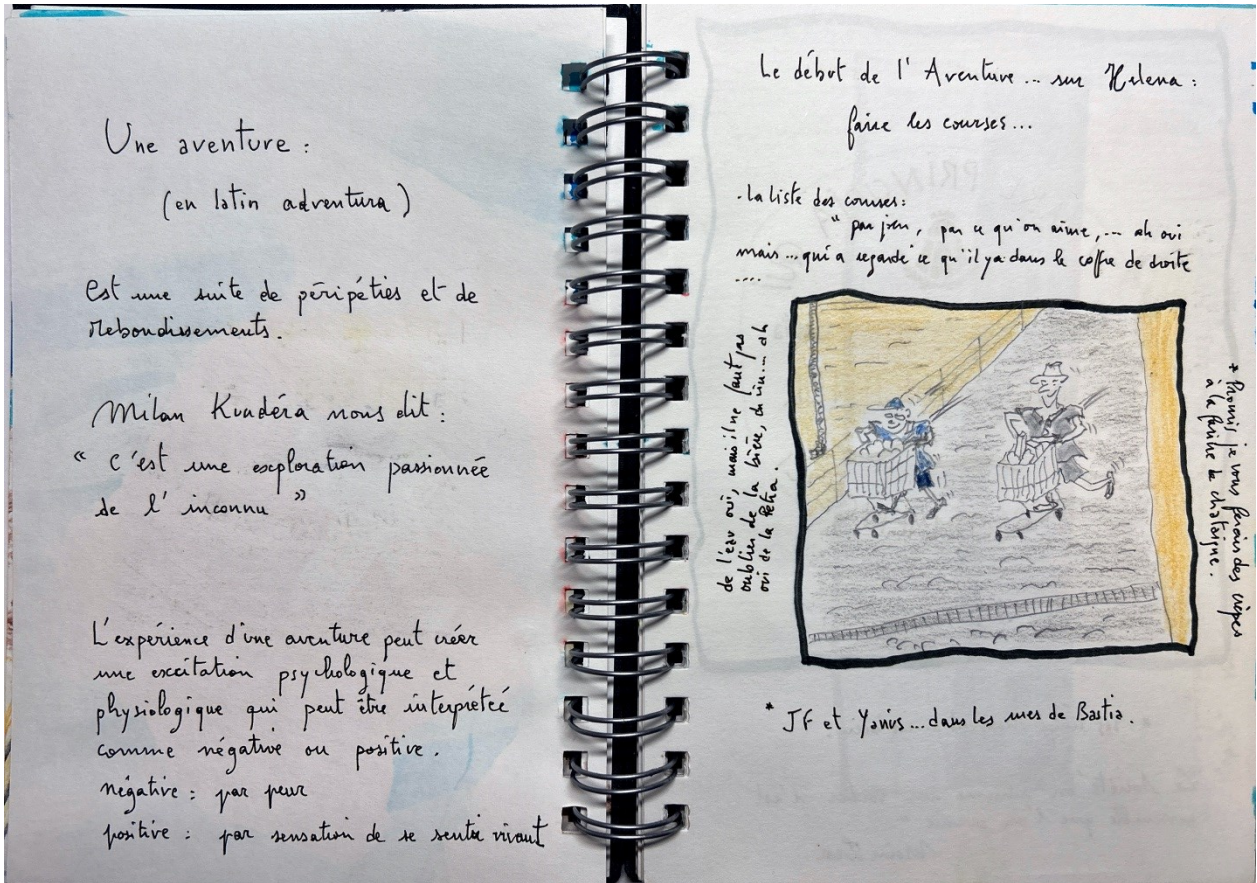 Une aventure :
(en latin adventura)
est une suite de péripéties et de
rebondissements.
Milan Kundéra nous dit :
" C'est une exploration passionnée
de l'inconnu "
L'expérience d'une aventure peut créer
une excitation psychologique et
physiologique qui peut être interprétée
comme négative ou positive.
négative : par peur
positive : par sensation de se sentir vivant
Le début de l'Aventure ... sur Helena :
faire les courses ...
. La liste des courses :
" par jour, par ce qu'on aime, ... ah oui
mais ... qui a regardé ce qu'il y a dans le coffre de droite
....
de l'eau oui, mais il ne faut pas
oublier de la bière, du vin ... ah
oui de la Pétra.
* Promis je vous ferais des crêpes
à la farine de châtaigne.
* JF et Yanis ... dans les rues de Bastia.